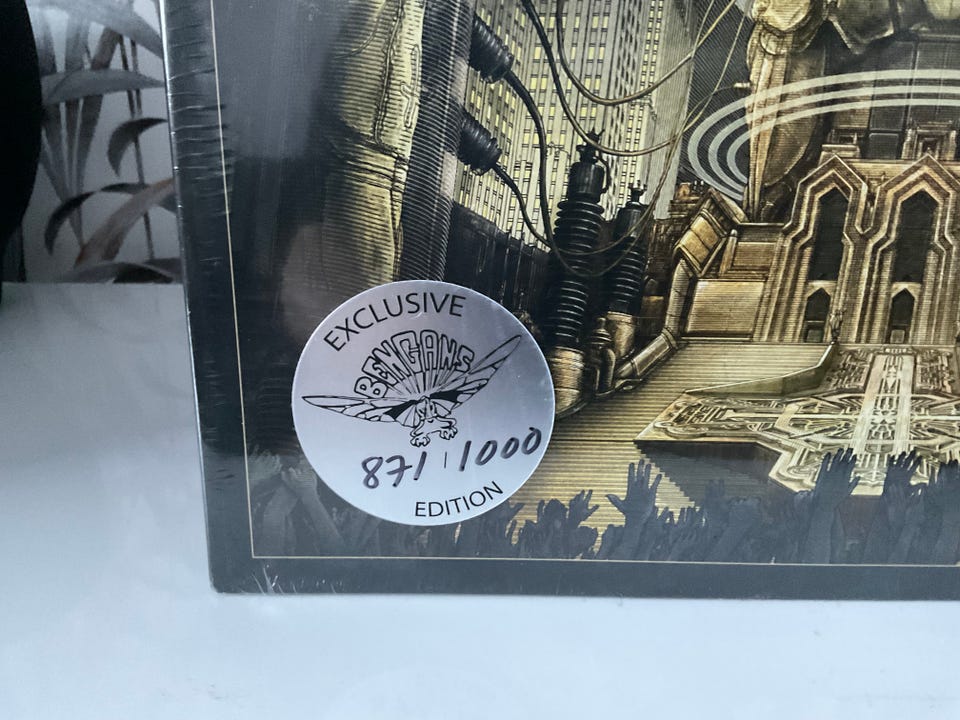 EXCLUSIVE
BENGANS
871/1000
EDITION